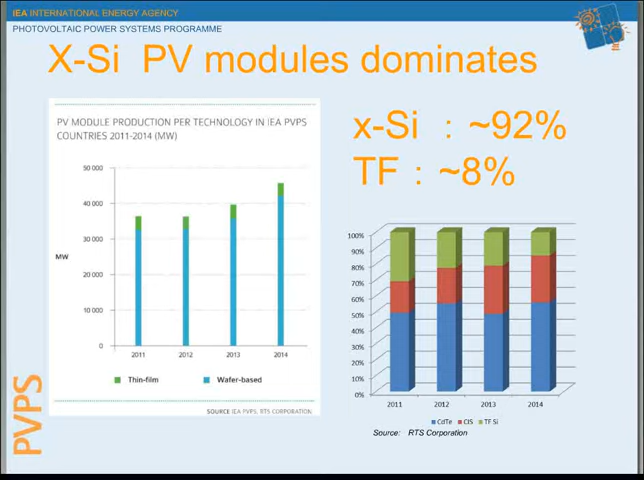 IEA INTERNATIONAL ENERGY AGENCY
PHOTOVOLTAIC POWER SYSTEMS PROGRAMME
X-Si PV modules dominates
PV MODULE PRODUCTION PER TECHNOLOGY IN IEA PVPS
COUNTRIES 2011-2014 (MW)
50 000
40 000
30 000
MW
20 000
10 000
0
2011 2012 2013 2014
Thin-film Wafer-based
SOURCE IEA PVPS, RTS CORPORATION.
x-Si : ~92%
TF : ~8%
100%
90%
80%
70%
60%
50%
40%
30%
20%
10%
0%
2011 2012 2013 2014
CdTe CIS TF Si
Source: RTS Corporation
PVPS